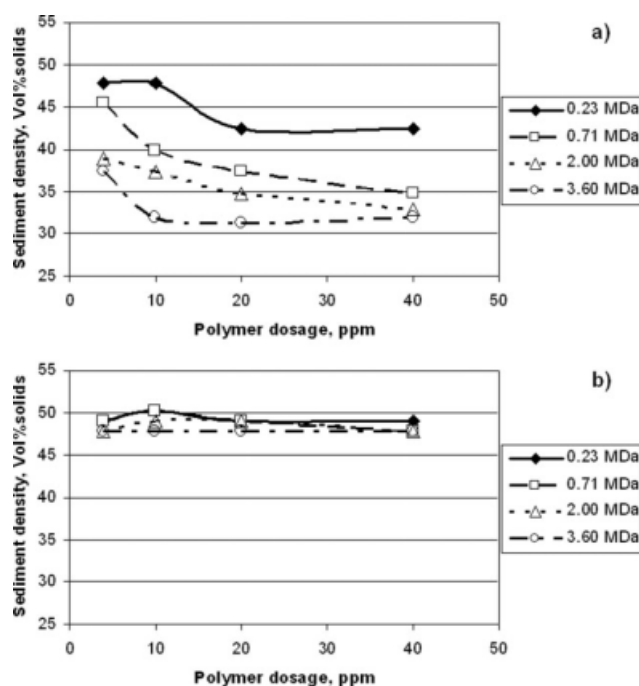 a)
Sediment density, Vol%solids
55
50
45
40
35
30
25
0 10 20 30 40 50
Polymer dosage, ppm
0.23 MDa
0.71 MDa
2.00 MDa
3.60 MDa
b)
Sediment density, Vol%solids
55
50
45
40
35
30
25
0 10 20 30 40 50
Polymer dosage, ppm
0.23 MDa
0.71 MDa
2.00 MDa
3.60 MDa